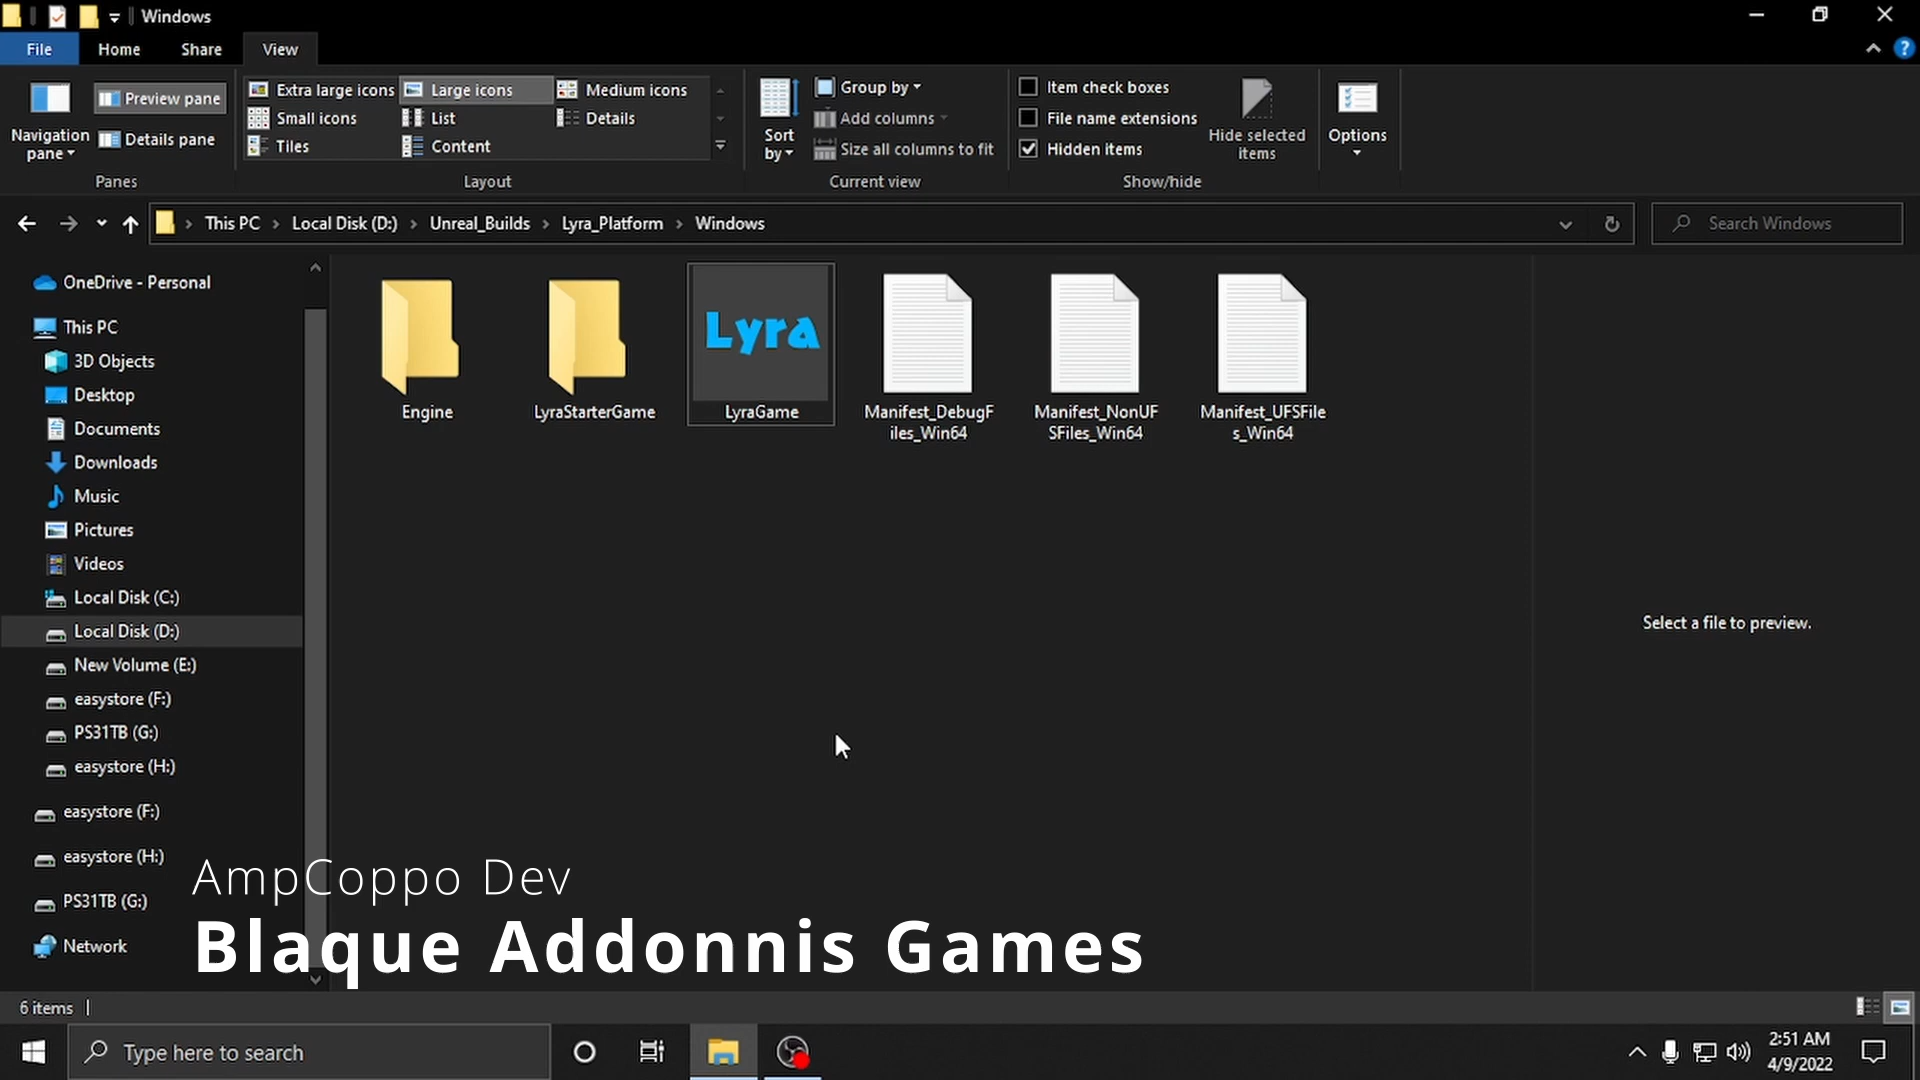 Windows
File Home Share View
Navigation pane
Preview pane
Details pane
Panes
Extra large icons Large icons Medium icons
Small icons List Details
Tiles Content
Layout
Sort by
Group by
Add columns
Size all columns to fit
Current view
Item check boxes
File name extensions
Hidden items
Hide selected items
Show/hide
Options
This PC > Local Disk (D:) > Unreal_Builds > Lyra_Platform > Windows
Search Windows
OneDrive - Personal
This PC
3D Objects
Desktop
Documents
Downloads
Music
Pictures
Videos
Local Disk (C:)
Local Disk (D:)
New Volume (E:)
easystore (F:)
PS31TB (G:)
easystore (H:)
easystore (F:)
easystore (H:)
PS31TB (G:)
Network
Engine
LyraStarterGame
Lyra
LyraGame
Manifest_DebugF
iles_Win64
Manifest_NonUF
SFiles_Win64
Manifest_UFSFile
s_Win64
Select a file to preview.
AmpCoppo Dev
Blaque Addonnis Games
6 items
Type here to search
2:51 AM
4/9/2022